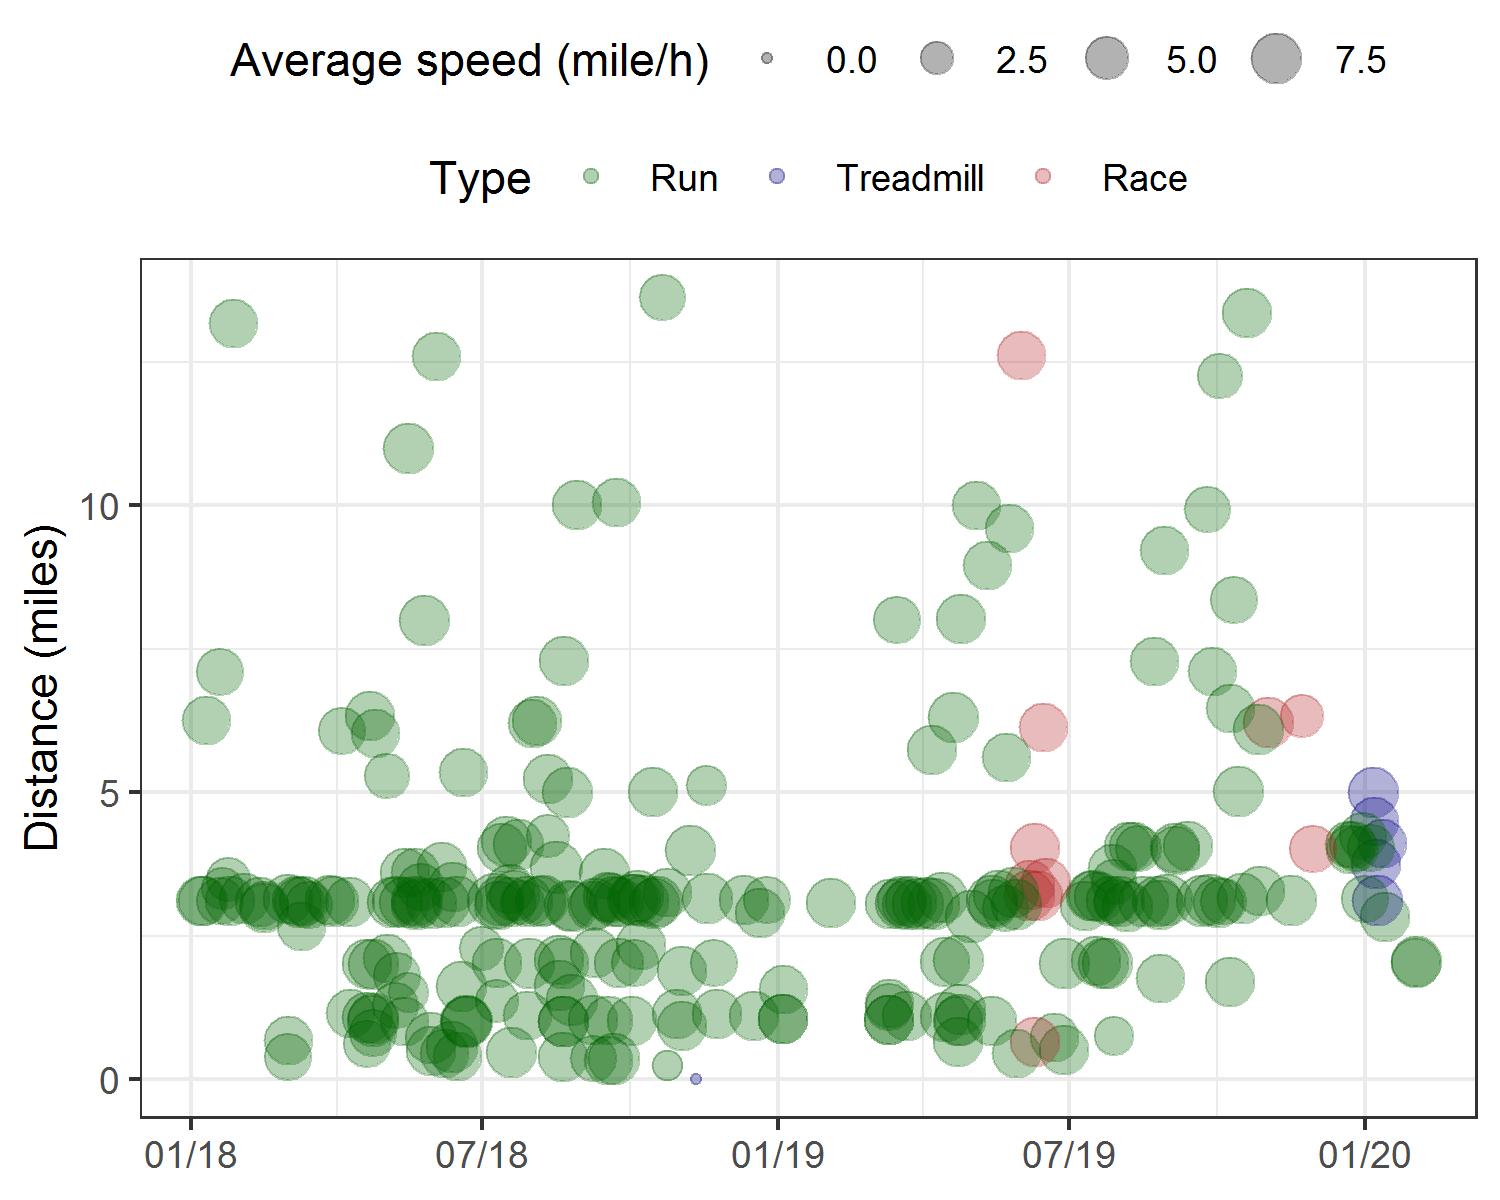 Average speed (mile/h) 0.0 2.5 5.0 7.5
Type Run Treadmill Race
Distance (miles)
10
5
0
01/18 07/18 01/19 07/19 01/20